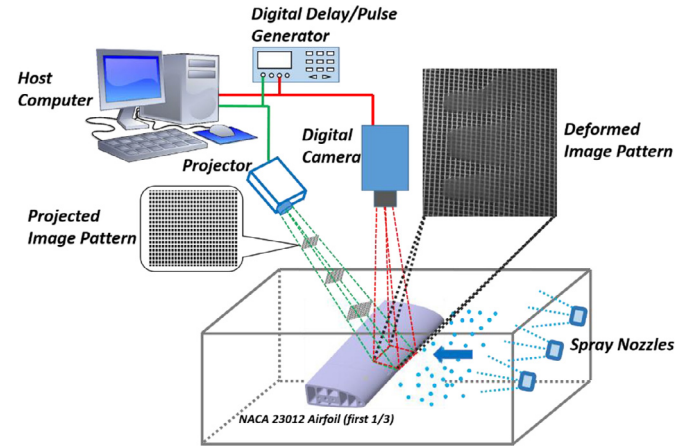 Digital Delay/Pulse
Generator
Host
Computer
Digital
Camera
Projector
Deformed
Image Pattern
Projected
Image Pattern
Spray Nozzles
NACA 23012 Airfoil (first 1/3)